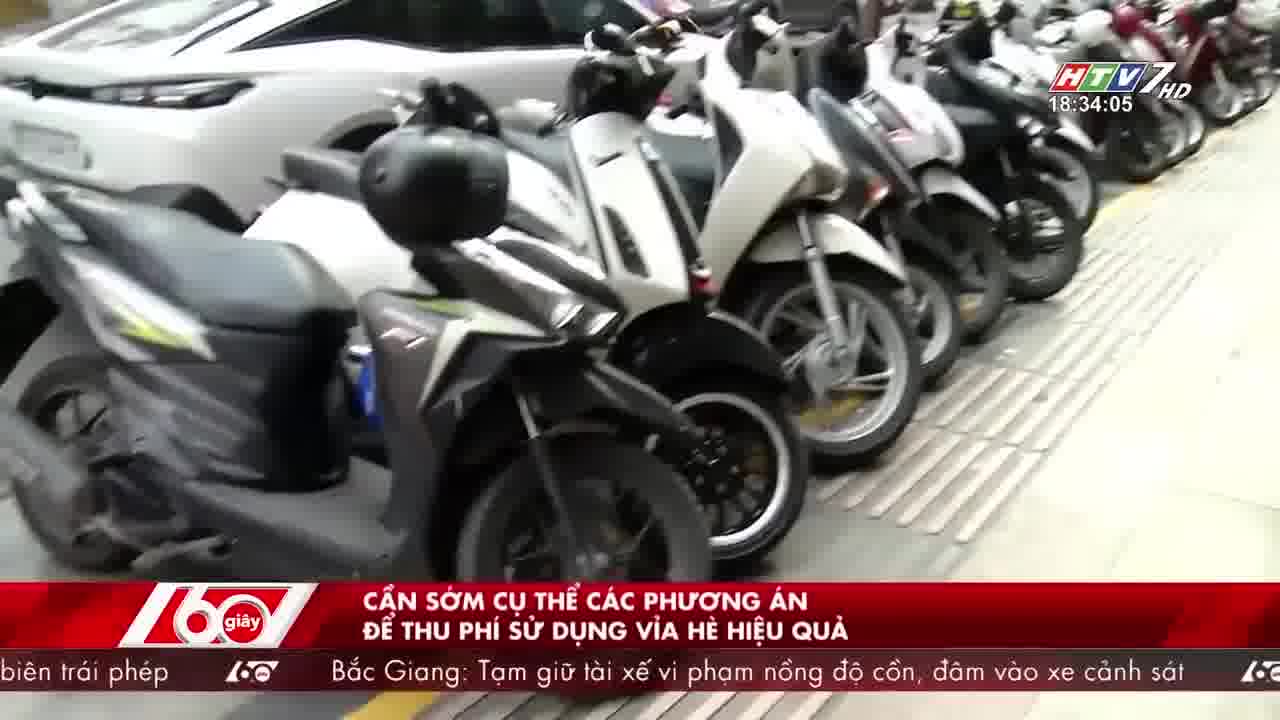 HTV7
HD
18:34:05
60
giây
CẦN SỚM CỤ THỂ CÁC PHƯƠNG ÁN
ĐỂ THU PHÍ SỬ DỤNG VỈA HÈ HIỆU QUẢ
biên trái phép
60
Bắc Giang: Tạm giữ tài xế vi phạm nồng độ cồn, đâm vào xe cảnh sát